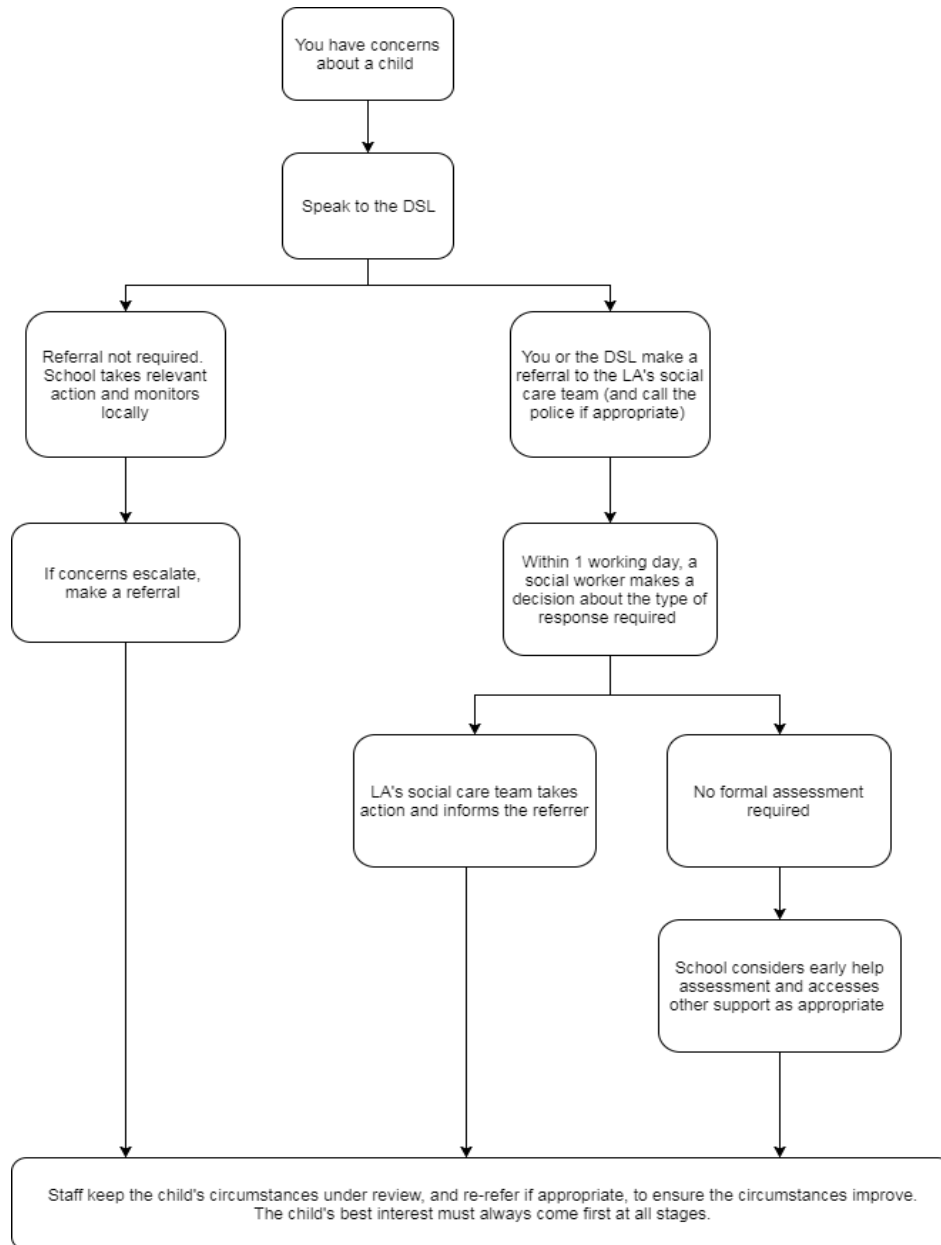 You have concerns
about a child
Speak to the DSL
Referral not required.
School takes relevant
action and monitors
locally
You or the DSL make a
referral to the LA's social
care team (and call the
police if appropriate)
If concerns escalate,
make a referral
Within 1 working day, a
social worker makes a
decision about the type of
response required
LA's social care team takes
action and informs the referrer
No formal assessment
required
School considers early help
assessment and accesses
other support as appropriate
Staff keep the child's circumstances under review, and re-refer if appropriate, to ensure the circumstances improve.
The child's best interest must always come first at all stages.